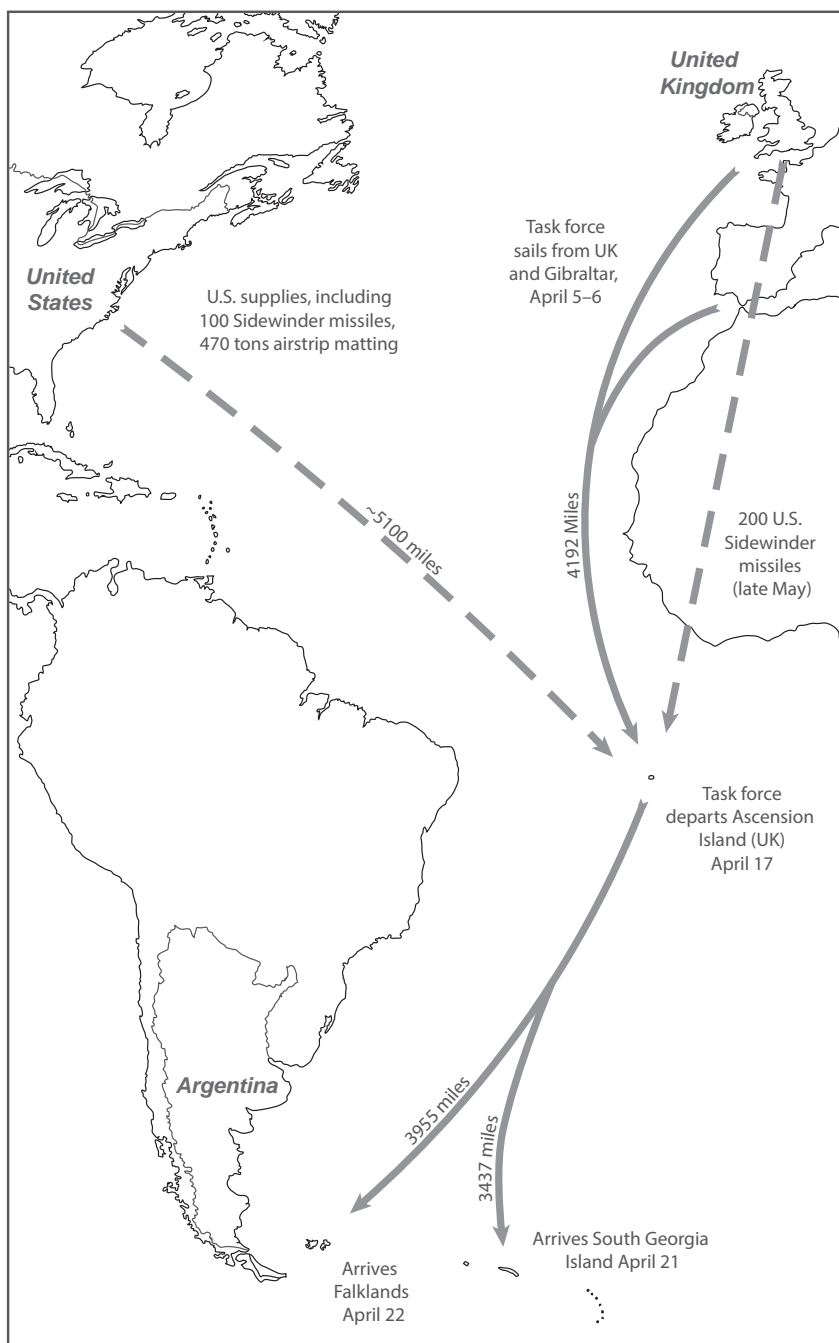 United
Kingdom
Task force
sails from UK
and Gibraltar,
April 5–6
United
States
U.S. supplies, including
100 Sidewinder missiles,
470 tons airstrip matting
~5100 miles
4192 Miles
200 U.S.
Sidewinder
missiles
(late May)
Task force
departs Ascension
Island (UK)
April 17
Argentina
3955 miles
3437 miles
Arrives South Georgia
Island April 21
Arrives
Falklands
April 22